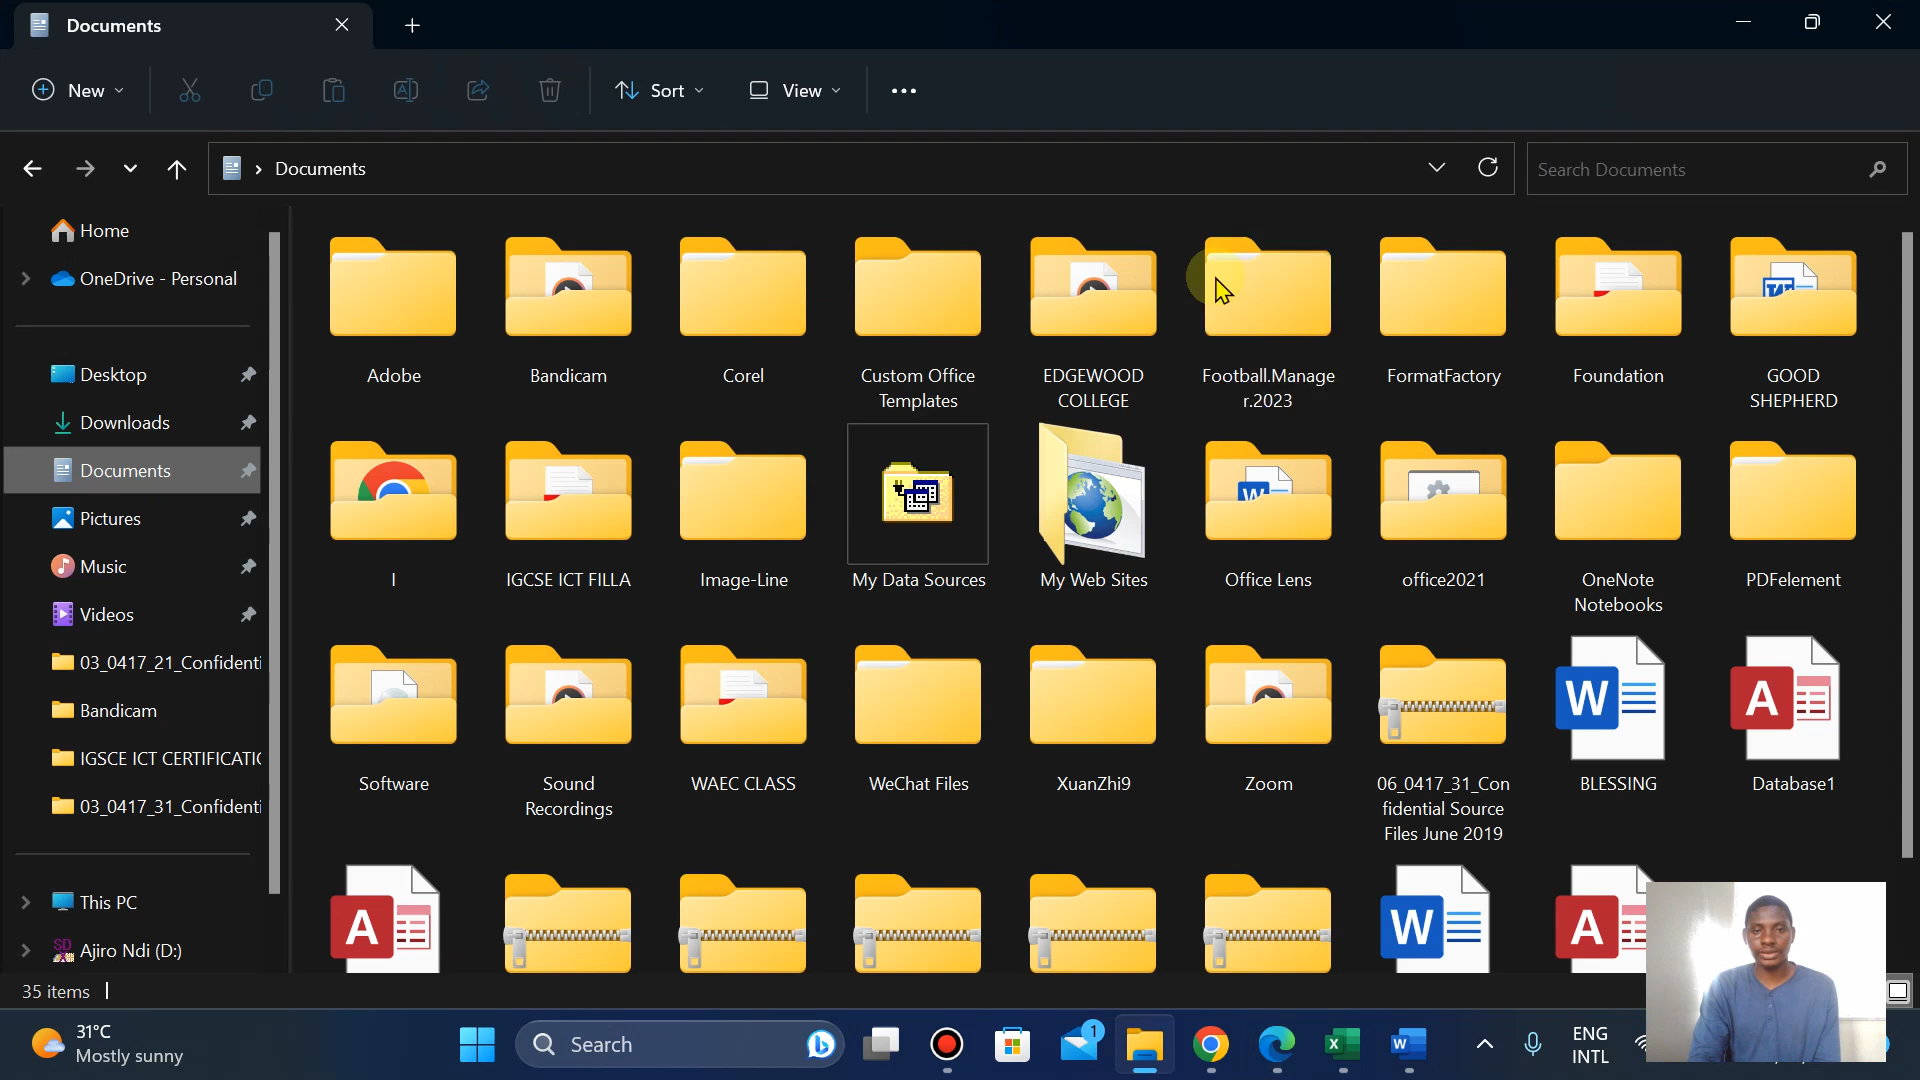 Documents
New
Sort
View
Documents
Search Documents
Home
OneDrive - Personal
Desktop
Downloads
Documents
Pictures
Music
Videos
03_0417_21_Confidenti
Bandicam
IGSCE ICT CERTIFICATIC
03_0417_31_Confidenti
This PC
Ajiro Ndi (D:)
Adobe
Bandicam
Corel
Custom Office
Templates
EDGEWOOD
COLLEGE
Football.Manage
r.2023
FormatFactory
Foundation
GOOD
SHEPHERD
I
IGCSE ICT FILLA
Image-Line
My Data Sources
My Web Sites
Office Lens
office2021
OneNote
Notebooks
PDFelement
Software
Sound
Recordings
WAEC CLASS
WeChat Files
XuanZhi9
Zoom
06_0417_31_Con
fidential Source
Files June 2019
BLESSING
Database1
35 items
31°C
Mostly sunny
Search
1
ENG
INTL